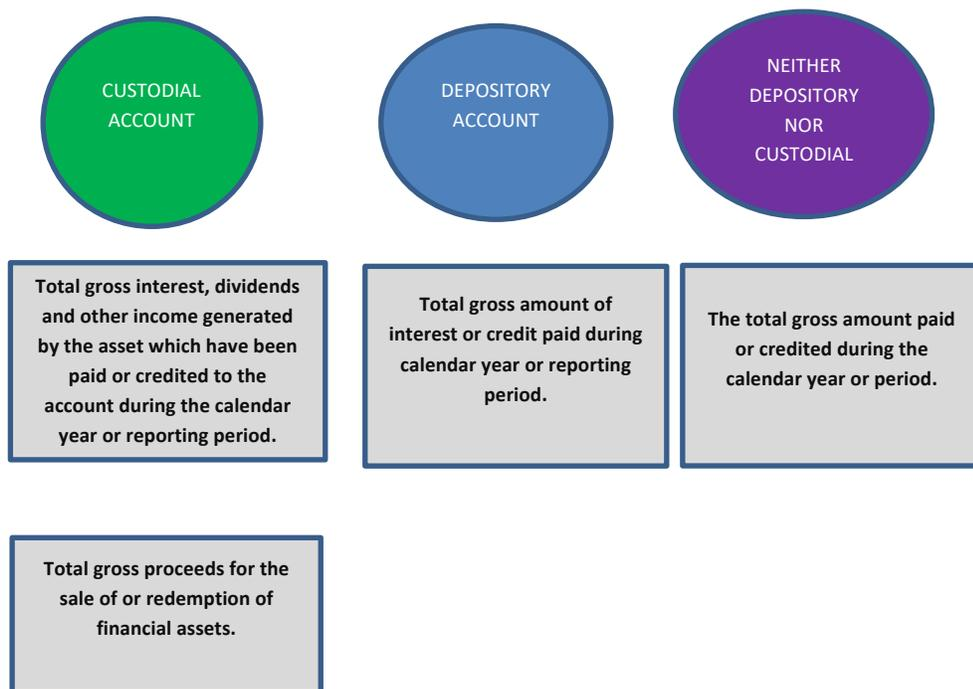 CUSTODIAL
ACCOUNT
DEPOSITORY
ACCOUNT
NEITHER
DEPOSITORY
NOR
CUSTODIAL
Total gross interest, dividends
and other income generated
by the asset which have been
paid or credited to the
account during the calendar
year or reporting period.
Total gross amount of
interest or credit paid during
calendar year or reporting
period.
The total gross amount paid
or credited during the
calendar year or period.
Total gross proceeds for the
sale of or redemption of
financial assets.